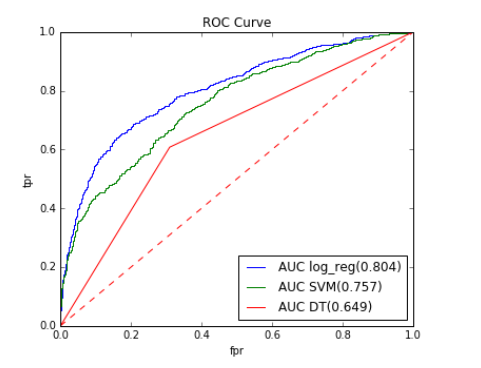 ROC Curve
1.0
0.8
0.6
0.4
0.2
0.0
tpr
0.0 0.2 0.4 0.6 0.8 1.0
fpr
AUC log_reg(0.804)
AUC SVM(0.757)
AUC DT(0.649)